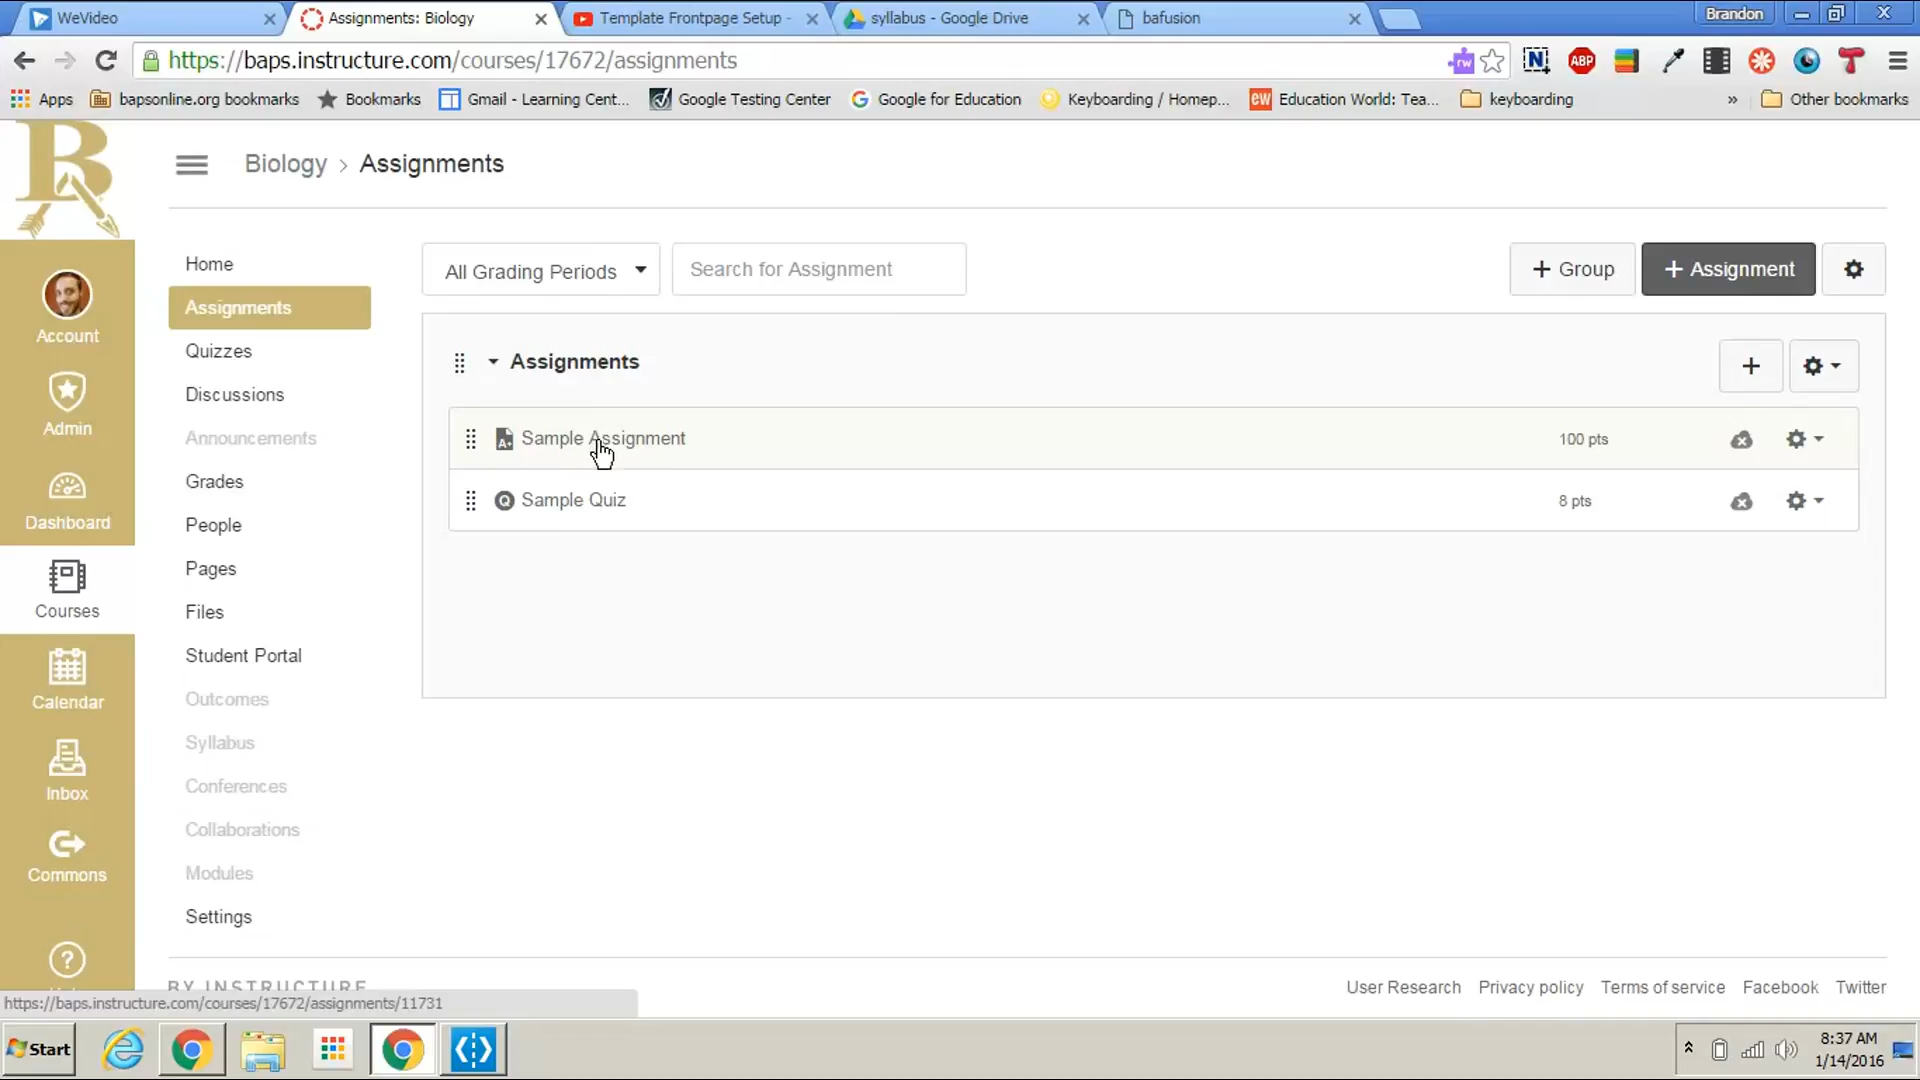 WeVideo
Assignments: Biology
Template Frontpage Setup -
syllabus - Google Drive
bafusion
Brandon
https://baps.instructure.com/courses/17672/assignments
rw
N
ABP
Apps
bapsonline.org bookmarks
Bookmarks
Gmail - Learning Cent...
Google Testing Center
Google for Education
Keyboarding / Homep...
EW
Education World: Tea...
keyboarding
»
Other bookmarks
B
Biology > Assignments
Account
Admin
Dashboard
Courses
Calendar
Inbox
Commons
Home
Assignments
Quizzes
Discussions
Announcements
Grades
People
Pages
Files
Student Portal
Outcomes
Syllabus
Conferences
Collaborations
Modules
Settings
All Grading Periods
Search for Assignment
+ Group
+ Assignment
Assignments
Sample Assignment
100 pts
Sample Quiz
8 pts
BY INSTRUCTURE
User Research
Privacy policy
Terms of service
Facebook
Twitter
https://baps.instructure.com/courses/17672/assignments/11731
Start
8:37 AM
1/14/2016